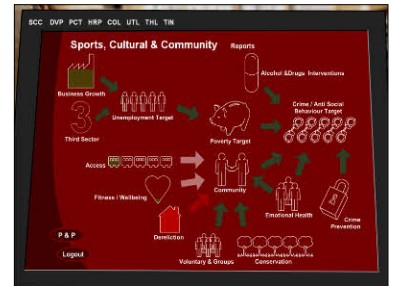 SCC DVP PCT HRP COL UTL THL TIN
Sports, Cultural & Community
Reports
Alcohol &Drugs Interventions
Business Growth
Unemployment Target
Crime / Anti Social
Behaviour Target
Third Sector
Poverty Target
Access
Community
Fitness / Wellbeing
Emotional Health
Crime
Prevention
P & P
Dereliction
Logout
Voluntary & Groups
Conservation